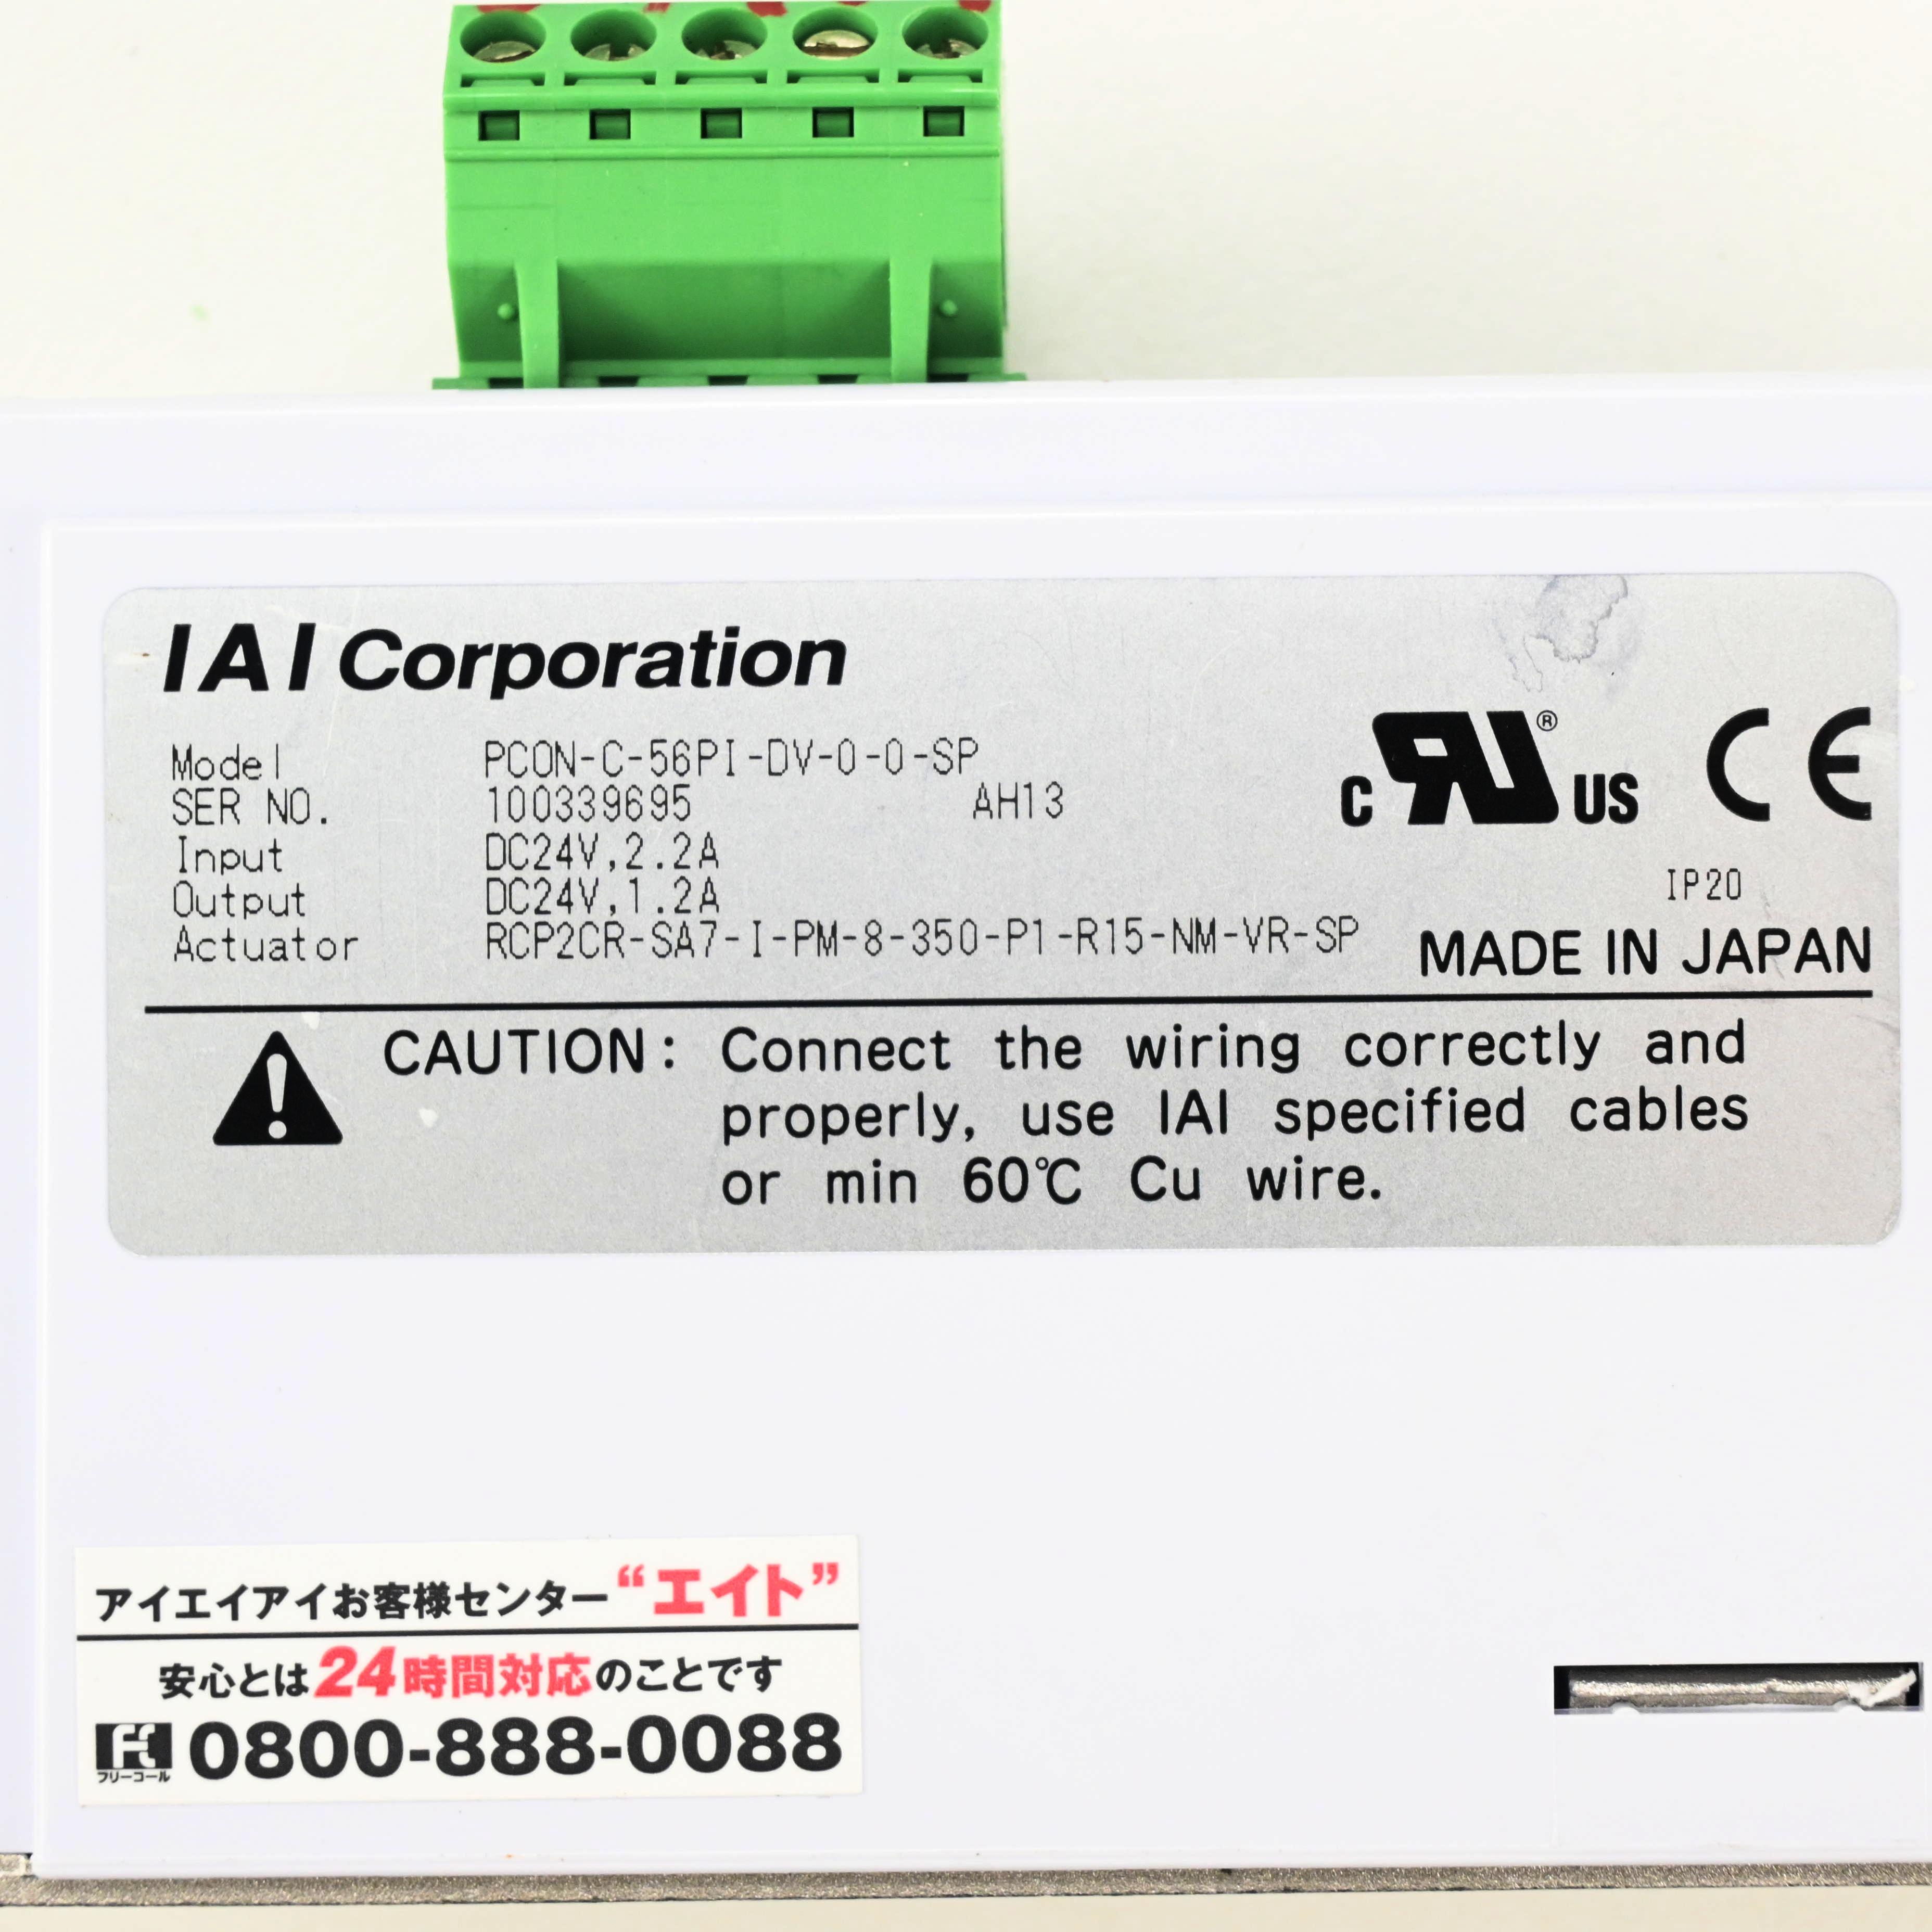 IAI Corporation
Model PCON-C-56PI-DV-0-0-SP
SER NO. 100339695 AH13
Input DC24V,2.2A
Output DC24V,1.2A
Actuator RCP2CR-SA7-I-PM-8-350-P1-R15-NM-VR-SP
C RU® US CE
IP20
MADE IN JAPAN
CAUTION: Connect the wiring correctly and
properly, use IAI specified cables
or min 60℃ Cu wire.
アイエイアイお客様センター“エイト”
安心とは24時間対応のことです
フリーコール 0800-888-0088